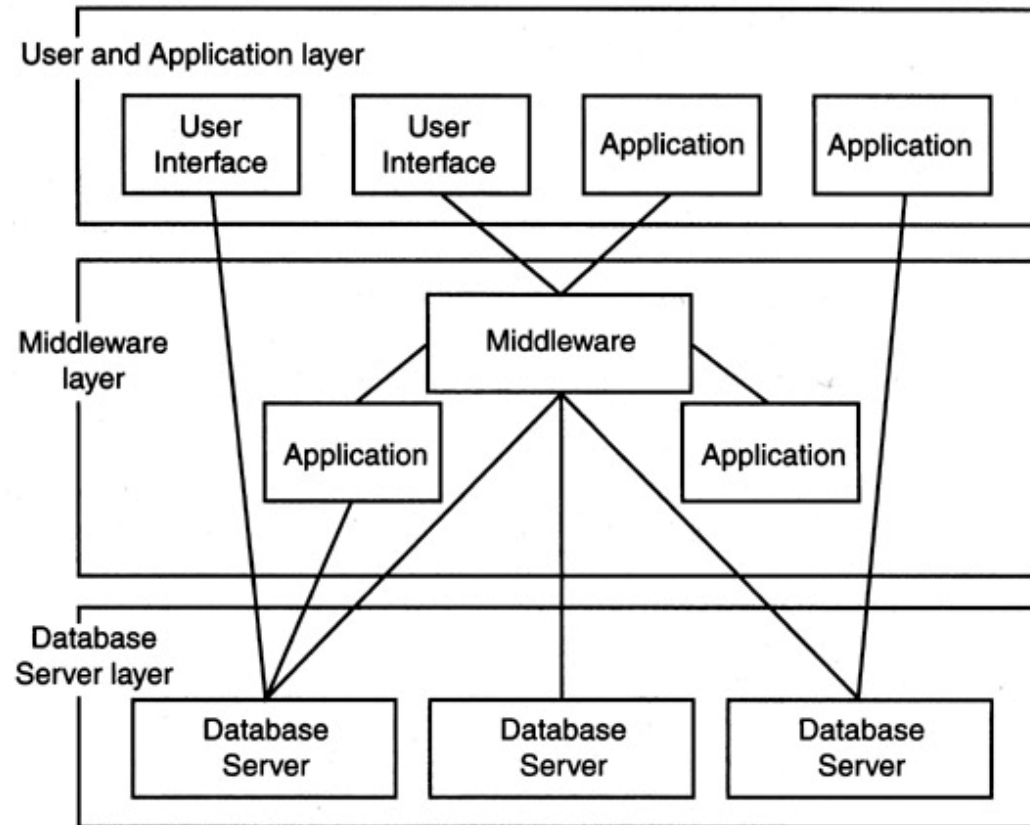 User and Application layer
User
Interface
User
Interface
Application
Application
Middleware
layer
Middleware
Application
Application
Database
Server layer
Database
Server
Database
Server
Database
Server